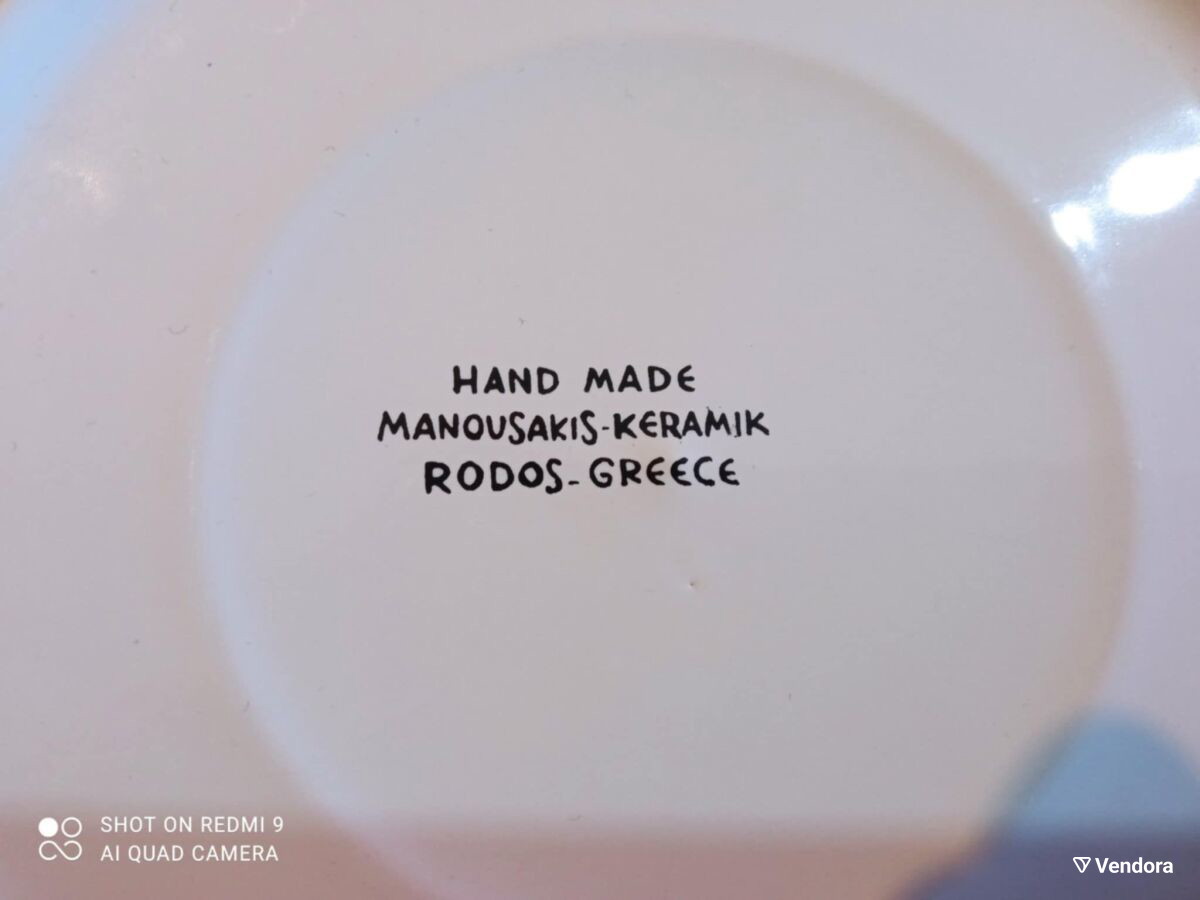 HAND MADE
MANOUSAKIS-KERAMIK
RODOS-GREECE
SHOT ON REDMI 9
AI QUAD CAMERA
Vendora